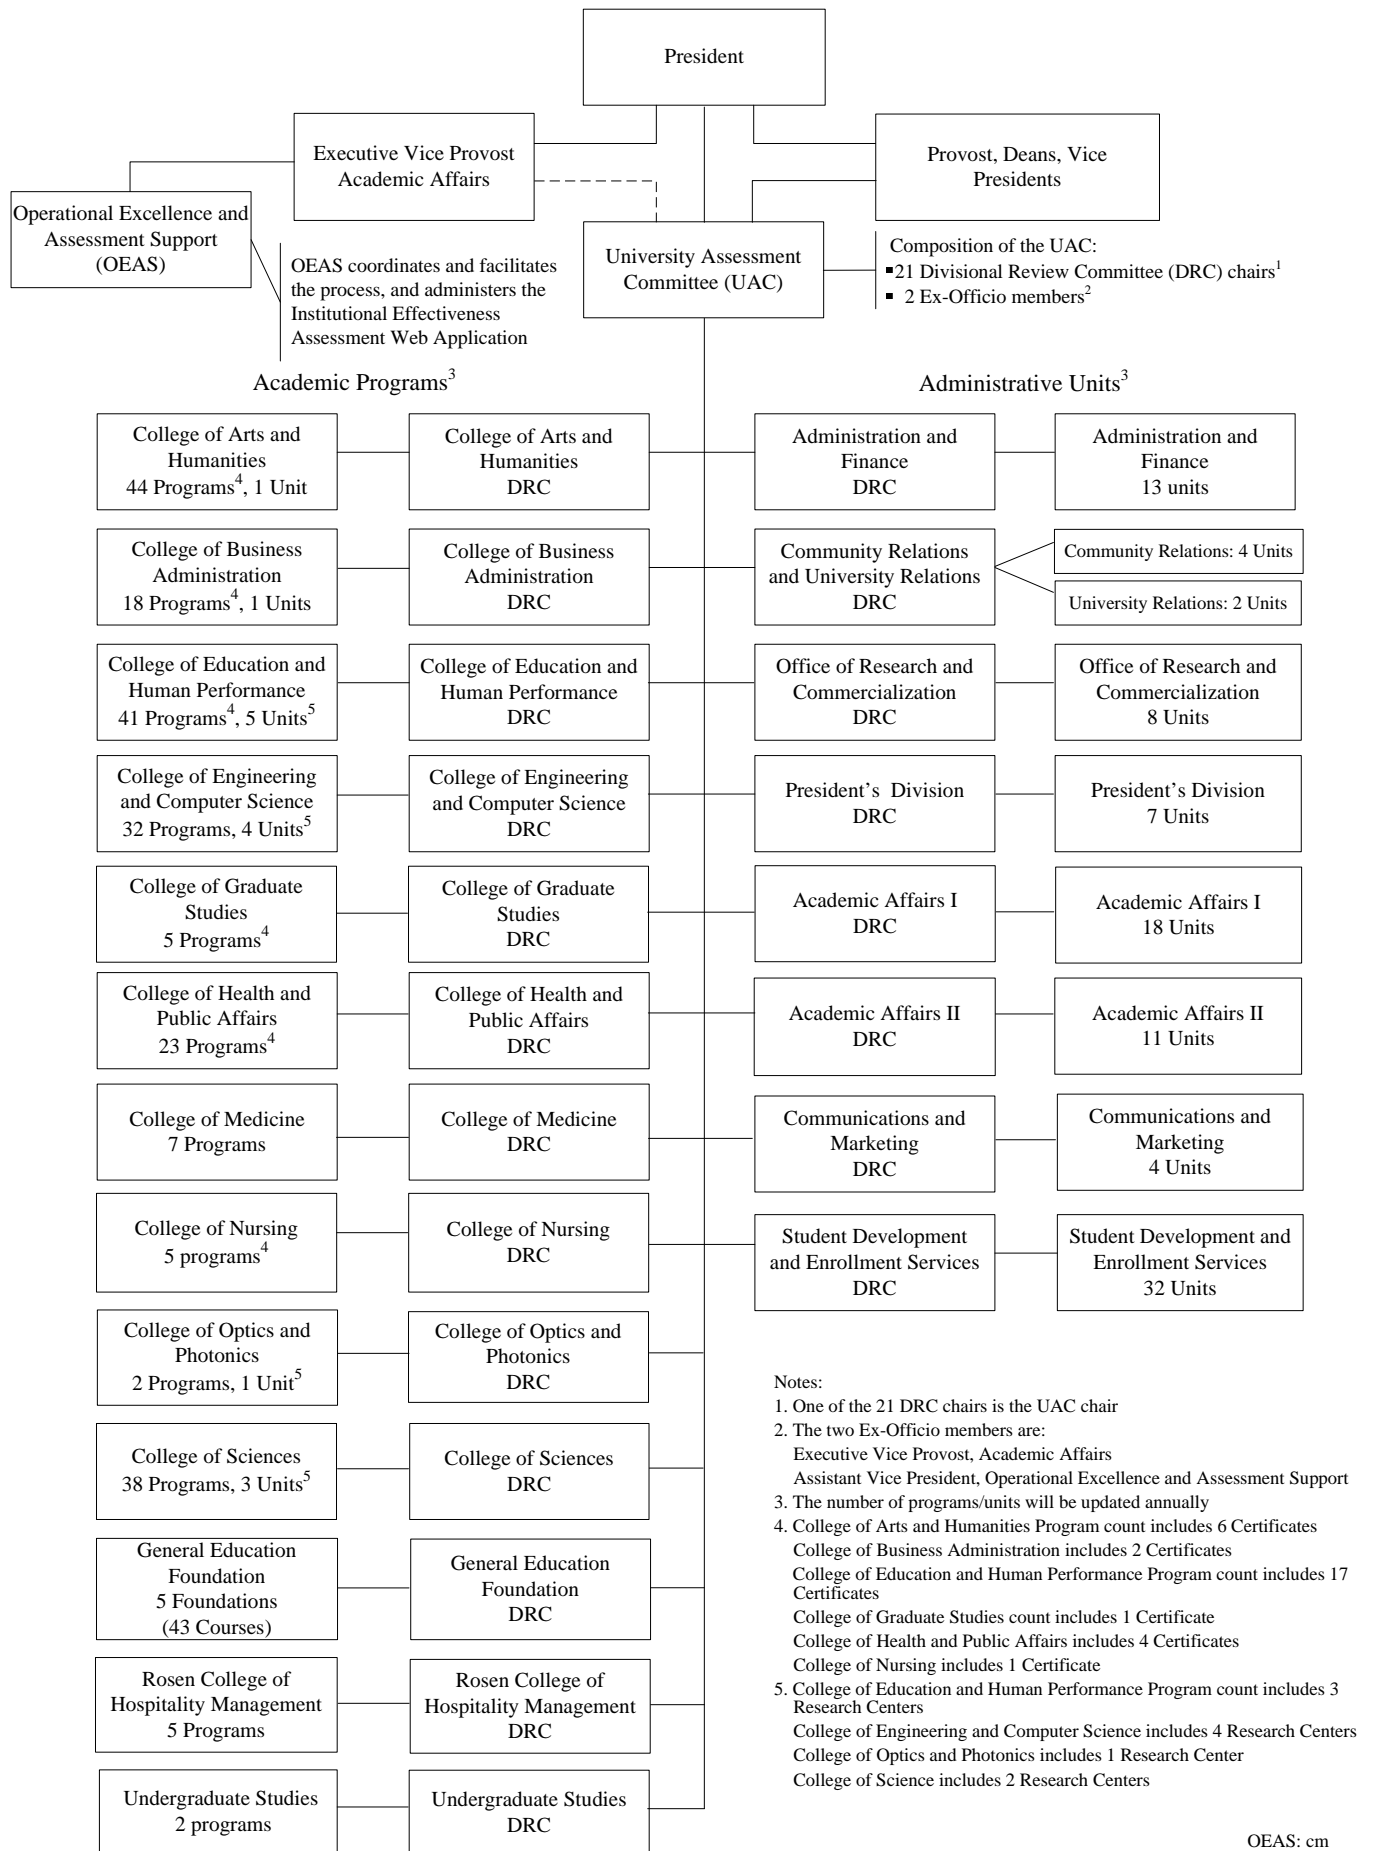 President
Executive Vice Provost
Academic Affairs
Provost, Deans, Vice
Presidents
Operational Excellence and
Assessment Support
(OEAS)
OEAS coordinates and facilitates
the process, and administers the
Institutional Effectiveness
Assessment Web Application
University Assessment
Committee (UAC)
Composition of the UAC:
▪21 Divisional Review Committee (DRC) chairs1
▪ 2 Ex-Officio members2
Academic Programs3
Administrative Units3
College of Arts and
Humanities
44 Programs4, 1 Unit
College of Arts and
Humanities
DRC
Administration and
Finance
DRC
Administration and
Finance
13 units
College of Business
Administration
18 Programs4, 1 Units
College of Business
Administration
DRC
Community Relations
and University Relations
DRC
Community Relations: 4 Units
University Relations: 2 Units
College of Education and
Human Performance
41 Programs4, 5 Units5
College of Education and
Human Performance
DRC
Office of Research and
Commercialization
DRC
Office of Research and
Commercialization
8 Units
College of Engineering
and Computer Science
32 Programs, 4 Units5
College of Engineering
and Computer Science
DRC
President's Division
DRC
President's Division
7 Units
College of Graduate
Studies
5 Programs4
College of Graduate
Studies
DRC
Academic Affairs I
DRC
Academic Affairs I
18 Units
College of Health and
Public Affairs
23 Programs4
College of Health and
Public Affairs
DRC
Academic Affairs II
DRC
Academic Affairs II
11 Units
College of Medicine
7 Programs
College of Medicine
DRC
Communications and
Marketing
DRC
Communications and
Marketing
4 Units
College of Nursing
5 programs4
College of Nursing
DRC
Student Development
and Enrollment Services
DRC
Student Development and
Enrollment Services
32 Units
College of Optics and
Photonics
2 Programs, 1 Unit5
College of Optics and
Photonics
DRC
College of Sciences
38 Programs, 3 Units5
College of Sciences
DRC
General Education
Foundation
5 Foundations
(43 Courses)
General Education
Foundation
DRC
Rosen College of
Hospitality Management
5 Programs
Rosen College of
Hospitality Management
DRC
Undergraduate Studies
2 programs
Undergraduate Studies
DRC
Notes:
1. One of the 21 DRC chairs is the UAC chair
2. The two Ex-Officio members are:
Executive Vice Provost, Academic Affairs
Assistant Vice President, Operational Excellence and Assessment Support
3. The number of programs/units will be updated annually
4. College of Arts and Humanities Program count includes 6 Certificates
College of Business Administration includes 2 Certificates
College of Education and Human Performance Program count includes 17
Certificates
College of Graduate Studies count includes 1 Certificate
College of Health and Public Affairs includes 4 Certificates
College of Nursing includes 1 Certificate
5. College of Education and Human Performance Program count includes 3
Research Centers
College of Engineering and Computer Science includes 4 Research Centers
College of Optics and Photonics includes 1 Research Center
College of Science includes 2 Research Centers
OEAS: cm